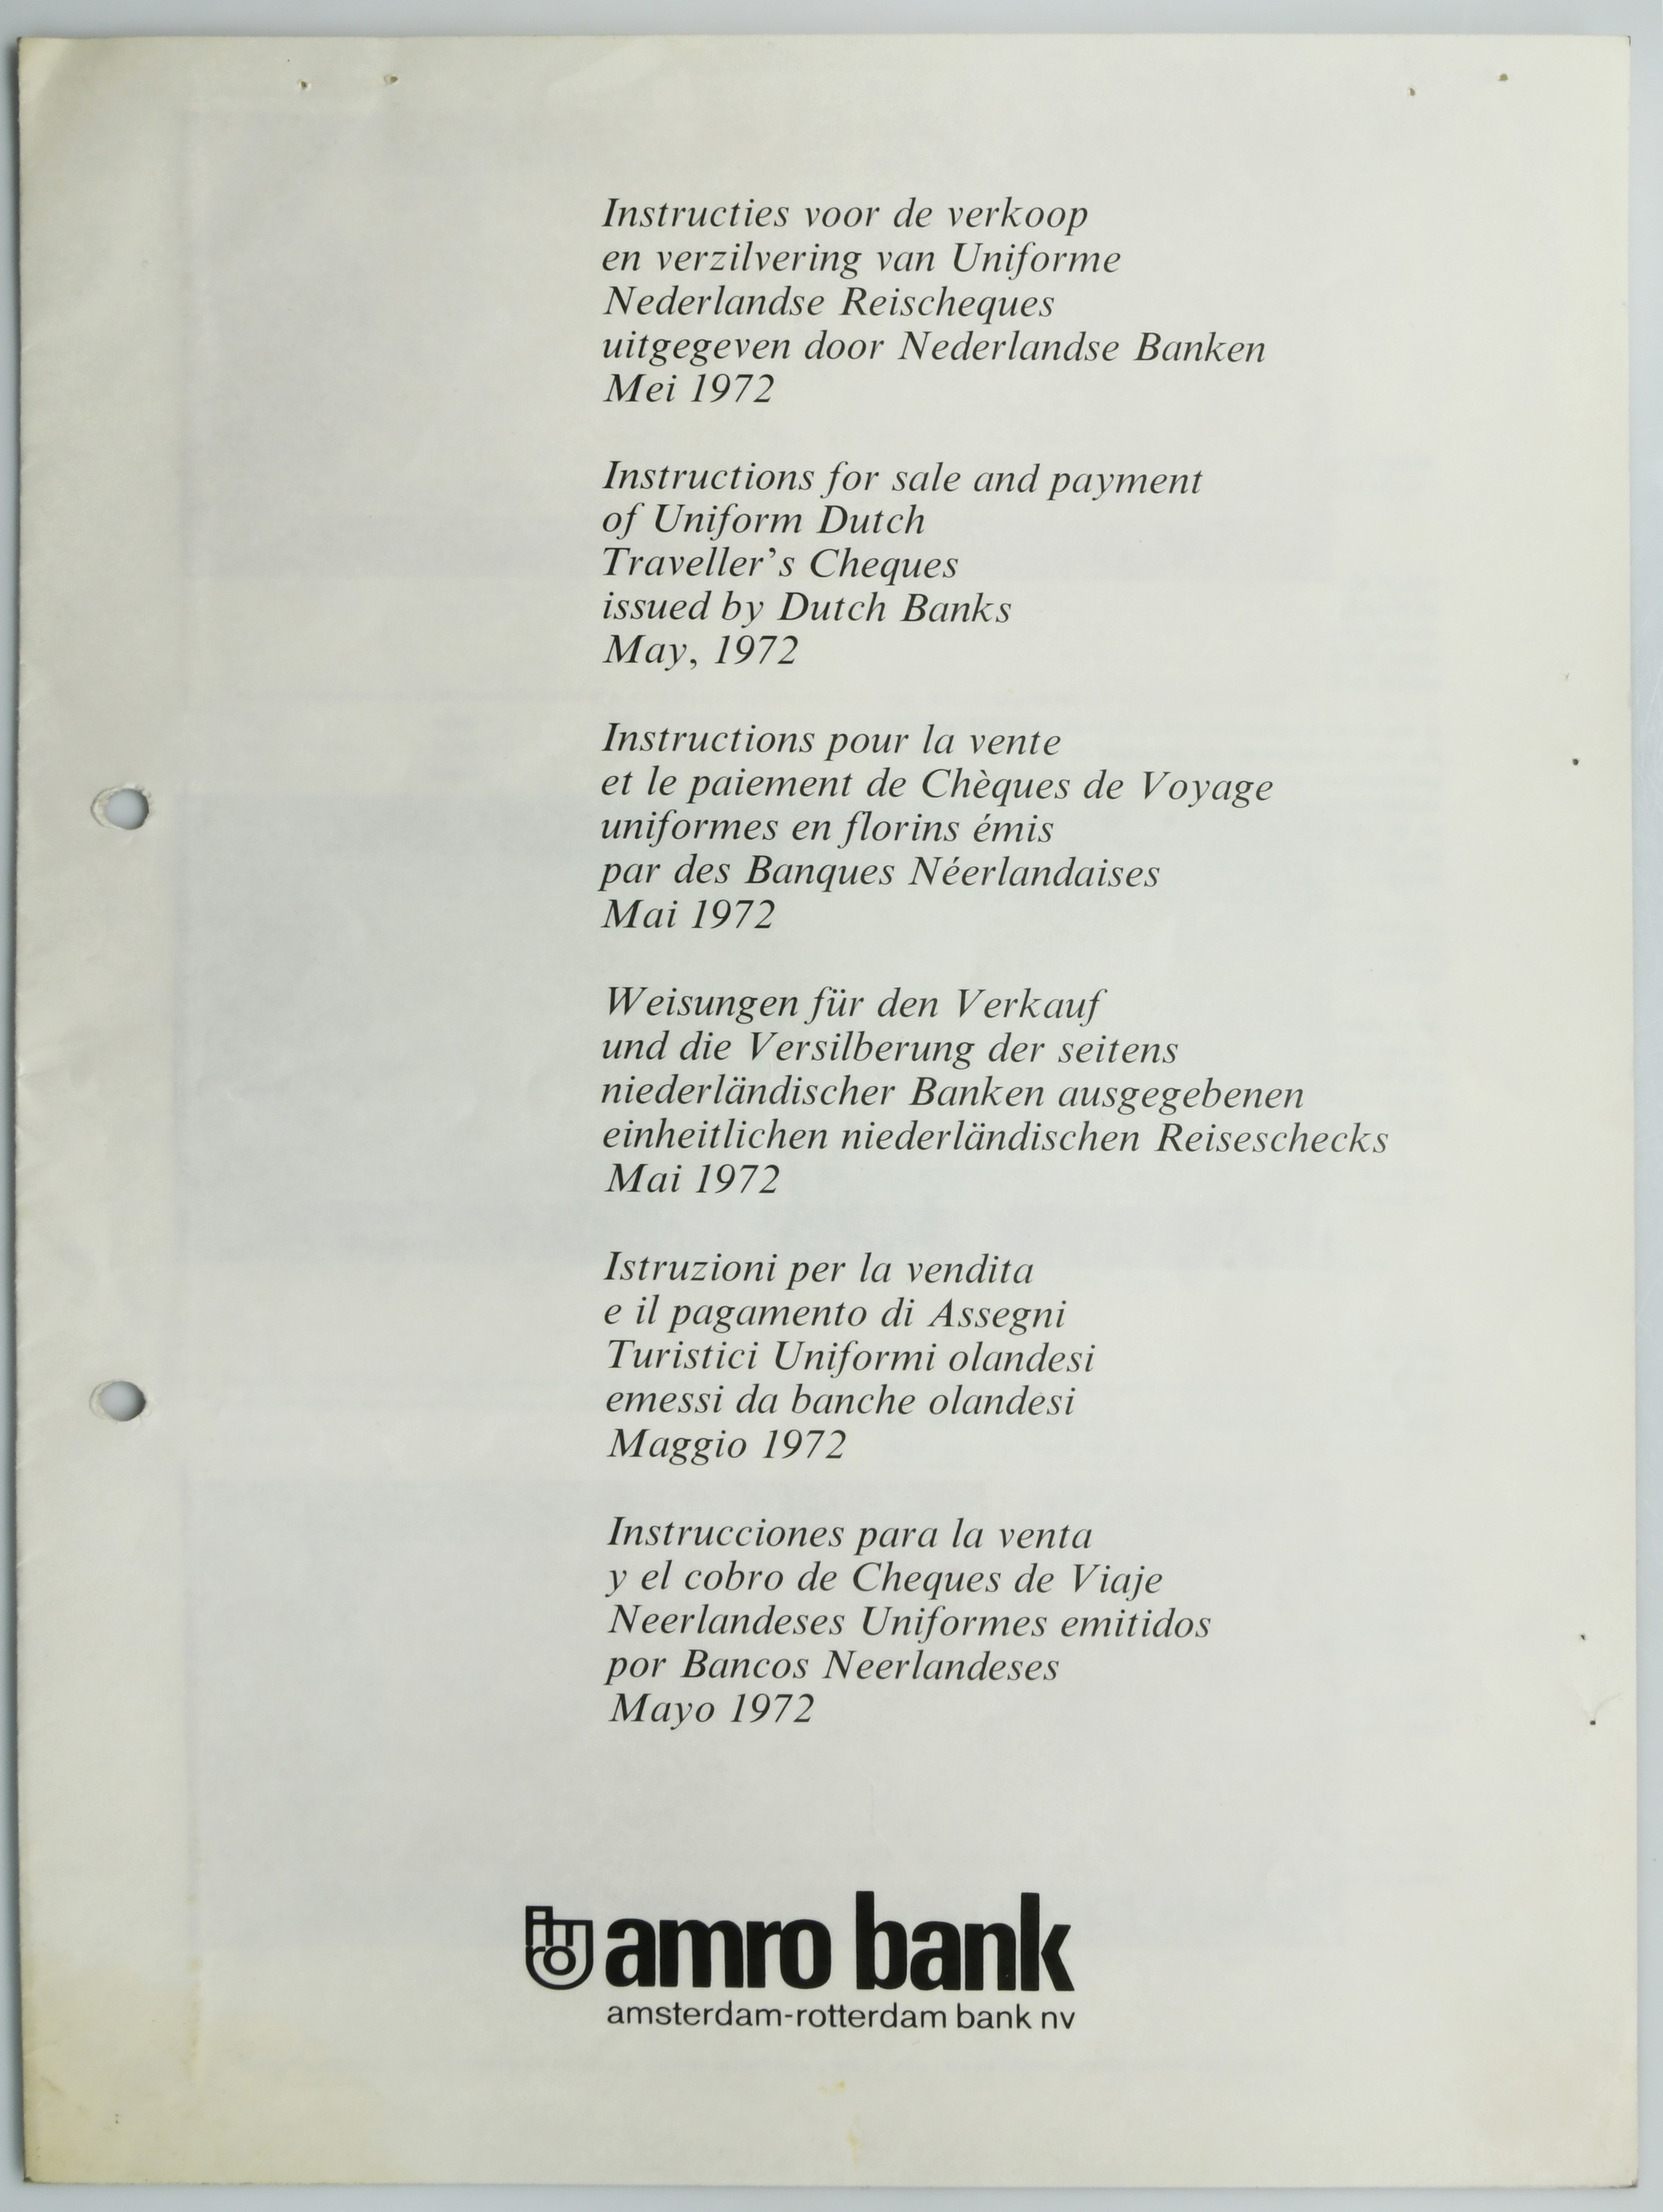 Instructies voor de verkoop
en verzilvering van Uniforme
Nederlandse Reischeques
uitgegeven door Nederlandse Banken
Mei 1972
Instructions for sale and payment
of Uniform Dutch
Traveller's Cheques
issued by Dutch Banks
May, 1972
Instructions pour la vente
et le paiement de Chèques de Voyage
uniformes en florins émis
par des Banques Néerlandaises
Mai 1972
Weisungen für den Verkauf
und die Versilberung der seitens
niederländischer Banken ausgegebenen
einheitlichen niederländischen Reiseschecks
Mai 1972
Istruzioni per la vendita
e il pagamento di Assegni
Turistici Uniformi olandesi
emessi da banche olandesi
Maggio 1972
Instrucciones para la venta
y el cobro de Cheques de Viaje
Neerlandeses Uniformes emitidos
por Bancos Neerlandeses
Mayo 1972
amro bank
amsterdam-rotterdam bank nv